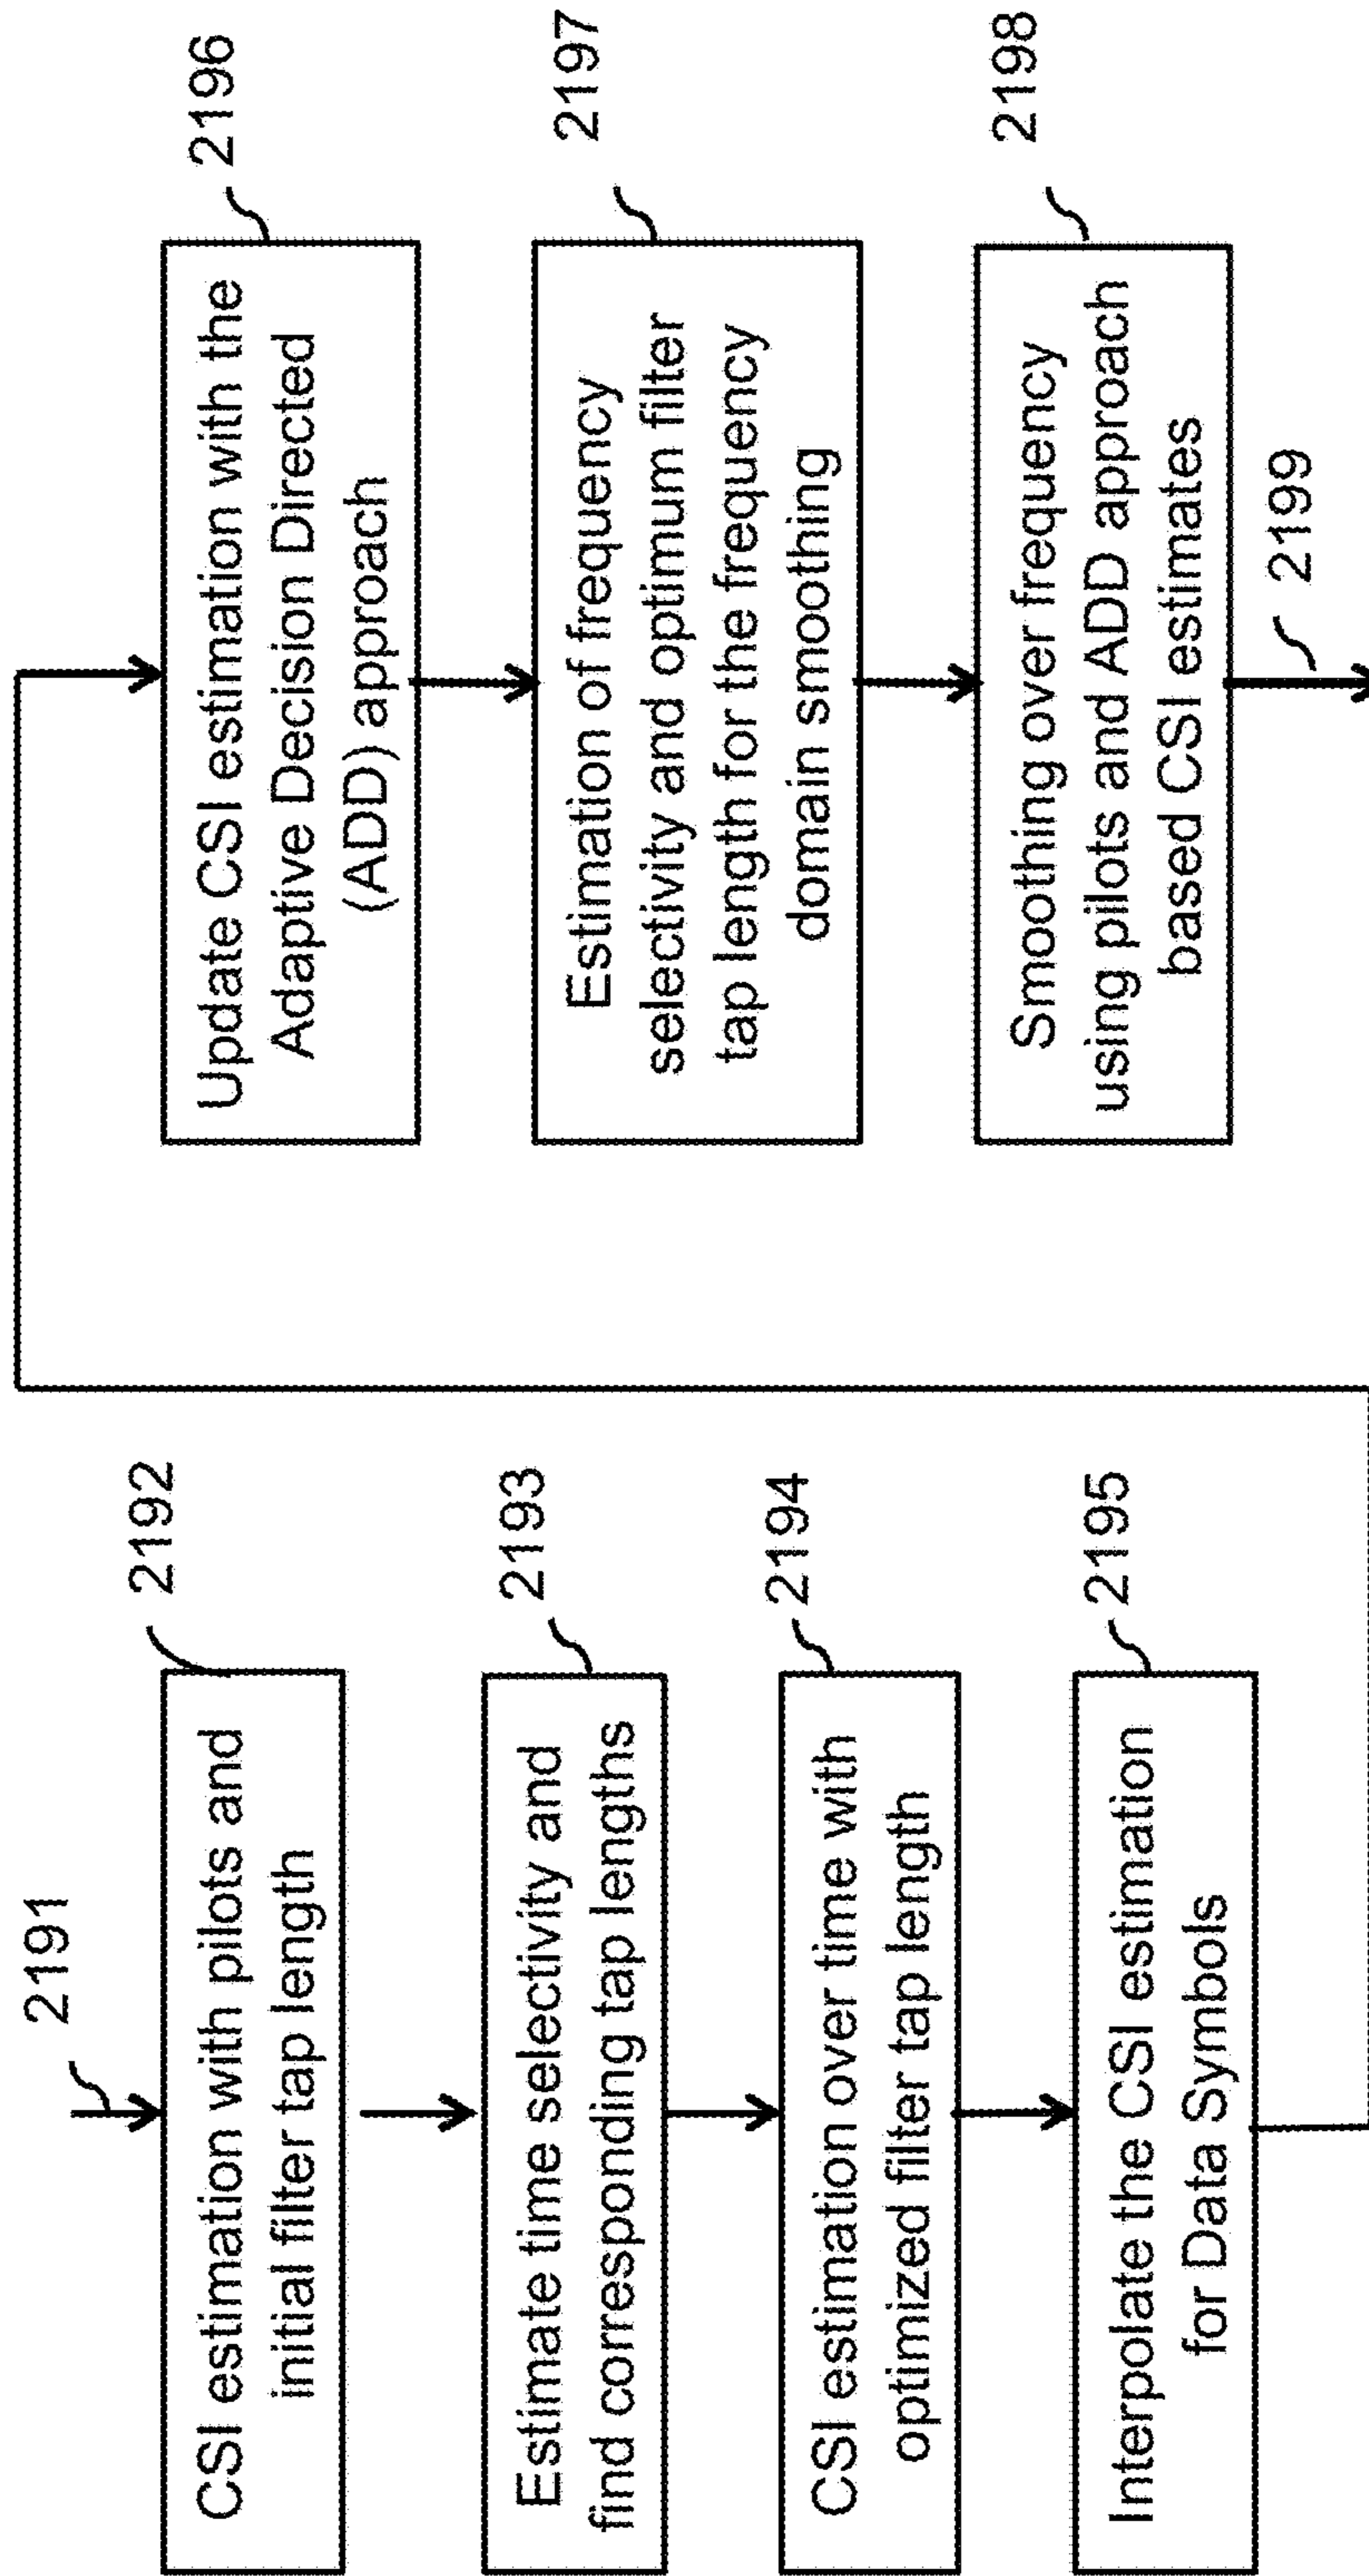 2191
2192
CSI estimation with pilots and
initial filter tap length
2193
Estimate time selectivity and
find corresponding tap lengths
2194
CSI estimation over time with
optimized filter tap length
2195
Interpolate the CSI estimation
for Data Symbols
2196
Update CSI estimation with the
Adaptive Decision Directed
(ADD) approach
2197
Estimation of frequency
selectivity and optimum filter
tap length for the frequency
domain smoothing
2198
Smoothing over frequency
using pilots and ADD approach
based CSI estimates
2199